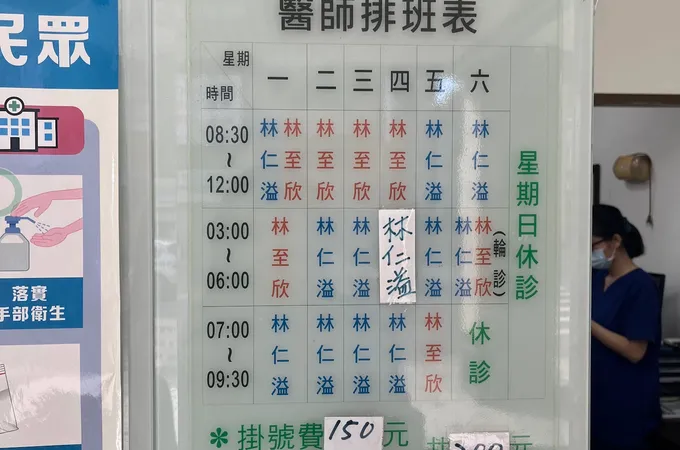 民眾
落實
手部衛生
醫師排班表
星期 一 二 三 四 五 六
時間
08:30 ~ 12:00 林仁溢 林至欣 林至欣 林至欣 林至欣 林仁溢 林仁溢
03:00 ~ 06:00 林至欣 林仁溢 林仁溢 林仁溢 林仁溢 林仁溢 林至欣 (輪診)
07:00 ~ 09:30 林仁溢 林仁溢 林仁溢 林仁溢 林至欣 休診
星期日休診
*掛號費150元
元